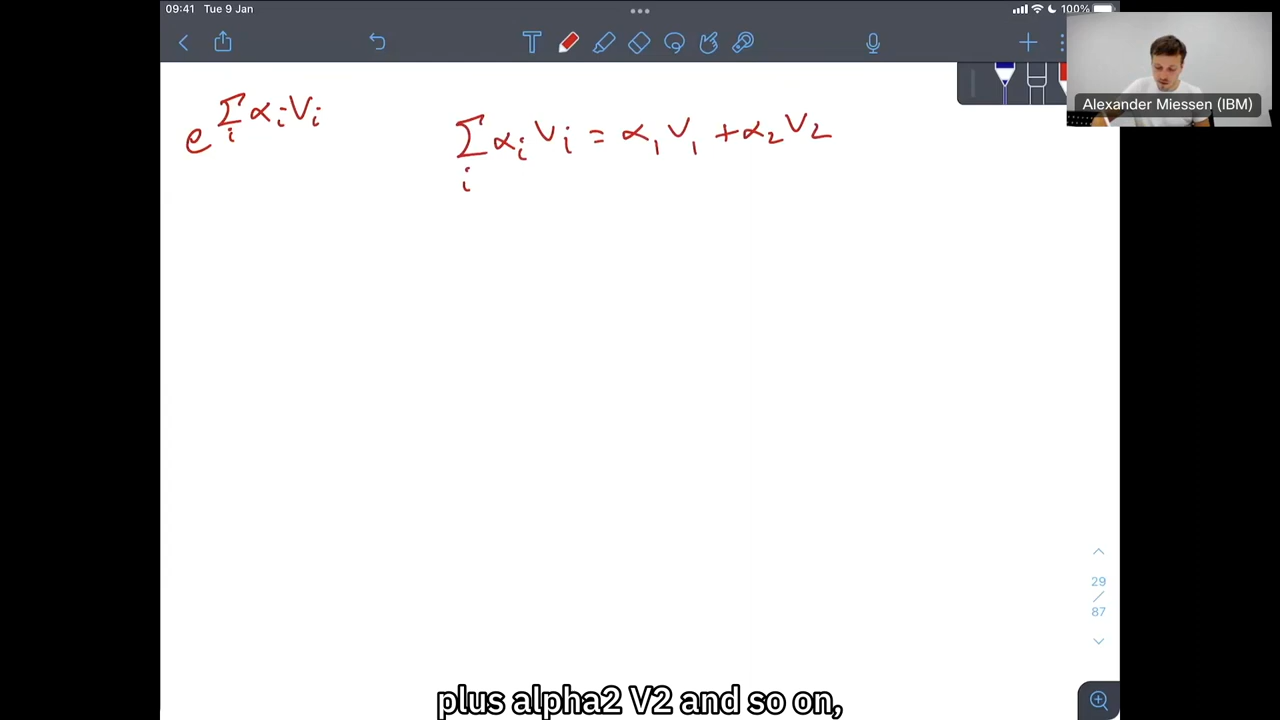 09:41 Tue 9 Jan
100%
Alexander Miessen (IBM)
e^{∑_i α_i V_i}
∑_i α_i V_i = α_1 V_1 + α_2 V_2
29
/
87
plus alpha2 V2 and so on,